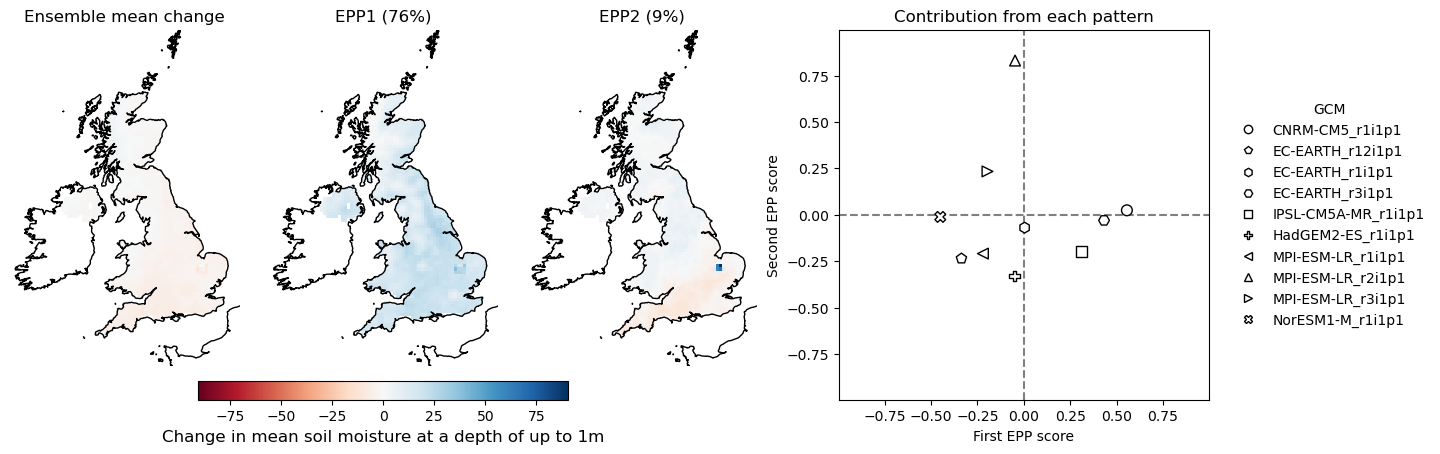 Ensemble mean change
EPP1 (76%)
EPP2 (9%)
Contribution from each pattern
−75 −50 −25 0 25 50 75
Change in mean soil moisture at a depth of up to 1m
Second EPP score
0.75
0.50
0.25
0.00
−0.25
−0.50
−0.75
−0.75 −0.50 −0.25 0.00 0.25 0.50 0.75
First EPP score
GCM
CNRM-CM5_r1i1p1
EC-EARTH_r12i1p1
EC-EARTH_r1i1p1
EC-EARTH_r3i1p1
IPSL-CM5A-MR_r1i1p1
HadGEM2-ES_r1i1p1
MPI-ESM-LR_r1i1p1
MPI-ESM-LR_r2i1p1
MPI-ESM-LR_r3i1p1
NorESM1-M_r1i1p1